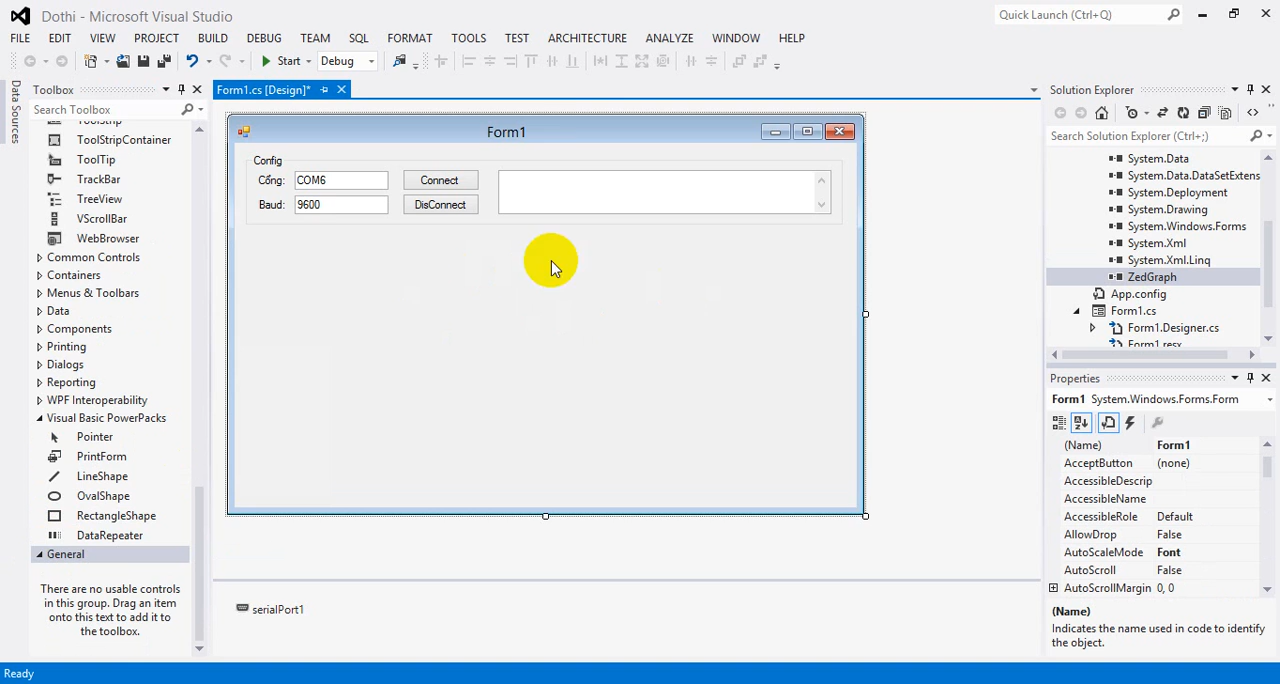 Dothi - Microsoft Visual Studio
Quick Launch (Ctrl+Q)
FILE EDIT VIEW PROJECT BUILD DEBUG TEAM SQL FORMAT TOOLS TEST ARCHITECTURE ANALYZE WINDOW HELP
Start Debug
Data Sources
Toolbox
Search Toolbox
ToolStripContainer
ToolTip
TrackBar
TreeView
VScrollBar
WebBrowser
Common Controls
Containers
Menus & Toolbars
Data
Components
Printing
Dialogs
Reporting
WPF Interoperability
Visual Basic PowerPacks
Pointer
PrintForm
LineShape
OvalShape
RectangleShape
DataRepeater
General
There are no usable controls
in this group. Drag an item
onto this text to add it to
the toolbox.
Form1.cs [Design]*
Form1
Config
Cổng: COM6 Connect
Baud: 9600 DisConnect
serialPort1
Solution Explorer
Search Solution Explorer (Ctrl+;)
System.Data
System.Data.DataSetExtens
System.Deployment
System.Drawing
System.Windows.Forms
System.Xml
System.Xml.Linq
ZedGraph
App.config
Form1.cs
Form1.Designer.cs
Form1.resx
Properties
Form1 System.Windows.Forms.Form
(Name) Form1
AcceptButton (none)
AccessibleDescrip
AccessibleName
AccessibleRole Default
AllowDrop False
AutoScaleMode Font
AutoScroll False
AutoScrollMargin 0, 0
(Name)
Indicates the name used in code to identify
the object.
Ready